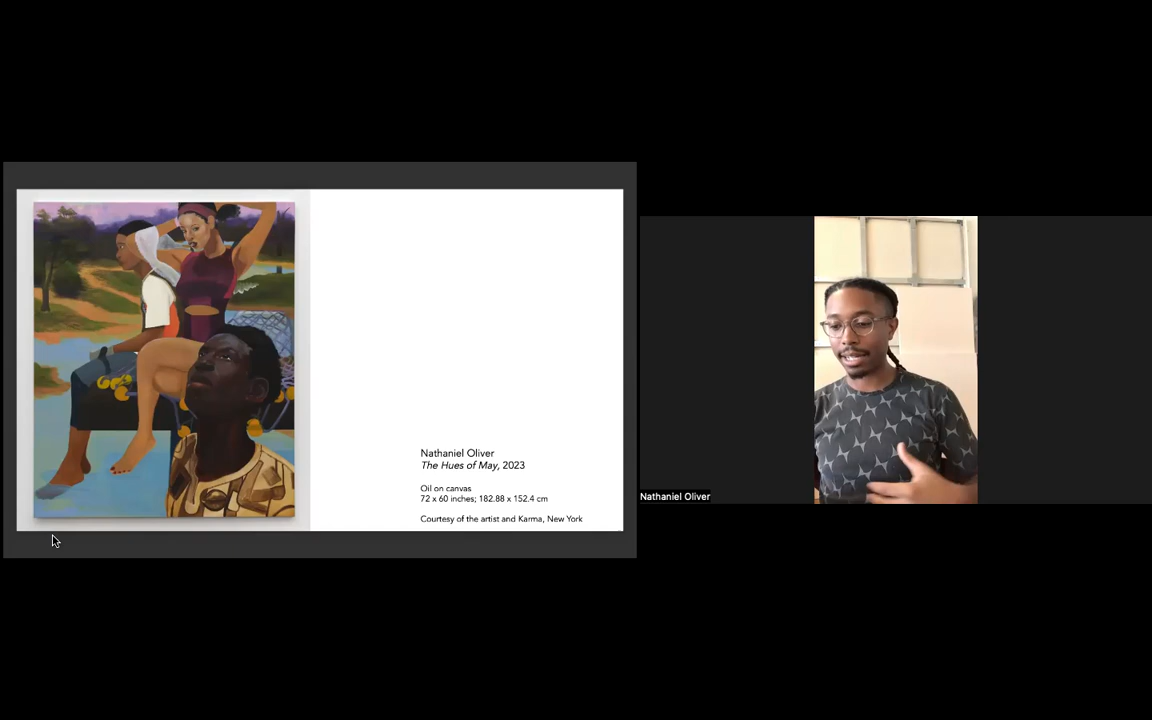 Nathaniel Oliver
The Hues of May, 2023
Oil on canvas
72 x 60 inches; 182.88 x 152.4 cm
Courtesy of the artist and Karma, New York
Nathaniel Oliver